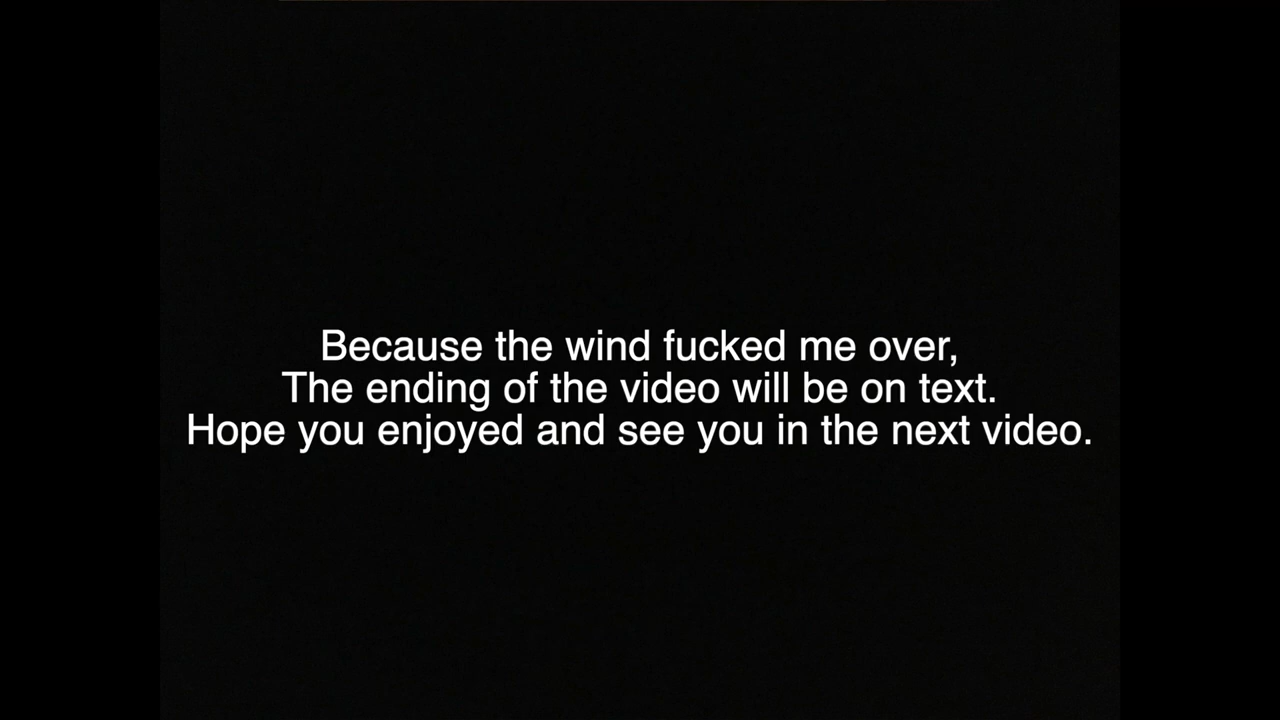 Because the wind fucked me over,
The ending of the video will be on text.
Hope you enjoyed and see you in the next video.